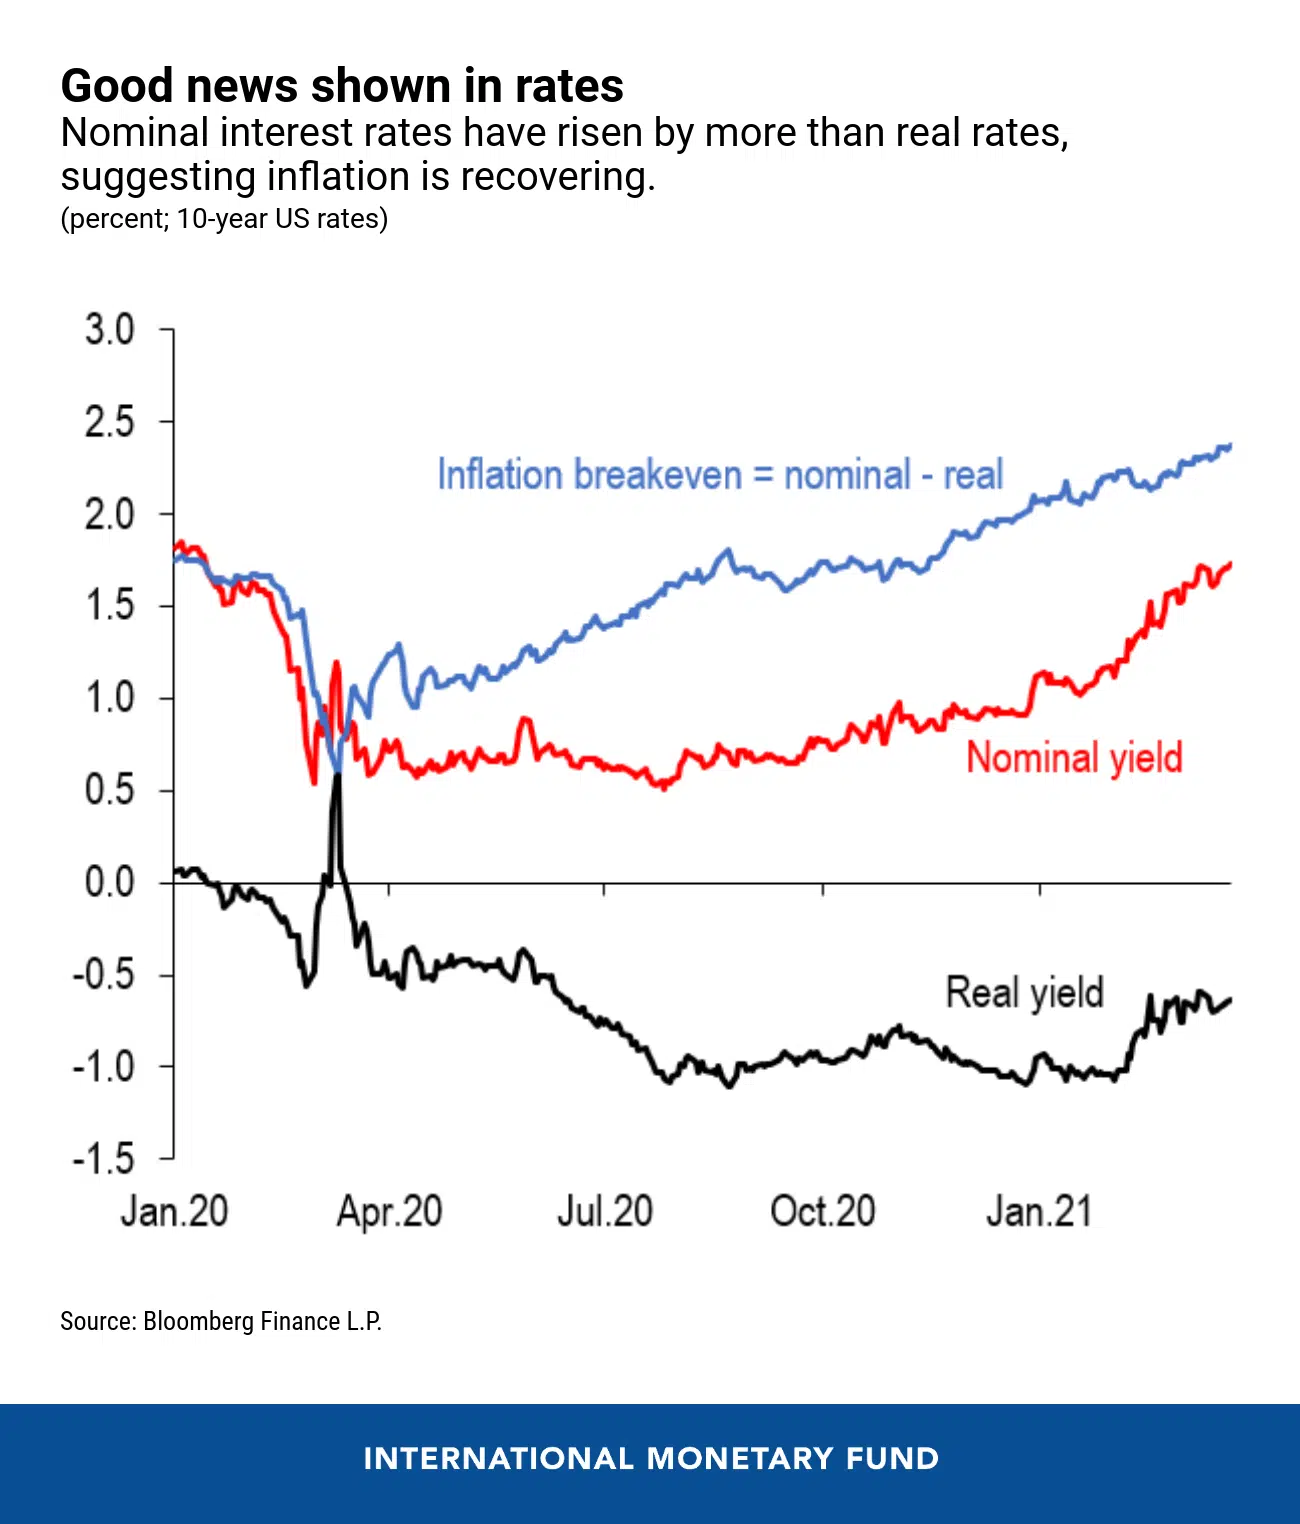 Good news shown in rates
Nominal interest rates have risen by more than real rates,
suggesting inflation is recovering.
(percent; 10-year US rates)
3.0
2.5
Inflation breakeven = nominal - real
2.0
1.5
1.0
Nominal yield
0.5
0.0
-0.5
Real yield
-1.0
-1.5
Jan.20 Apr.20 Jul.20 Oct.20 Jan.21
Source: Bloomberg Finance L.P.
INTERNATIONAL MONETARY FUND